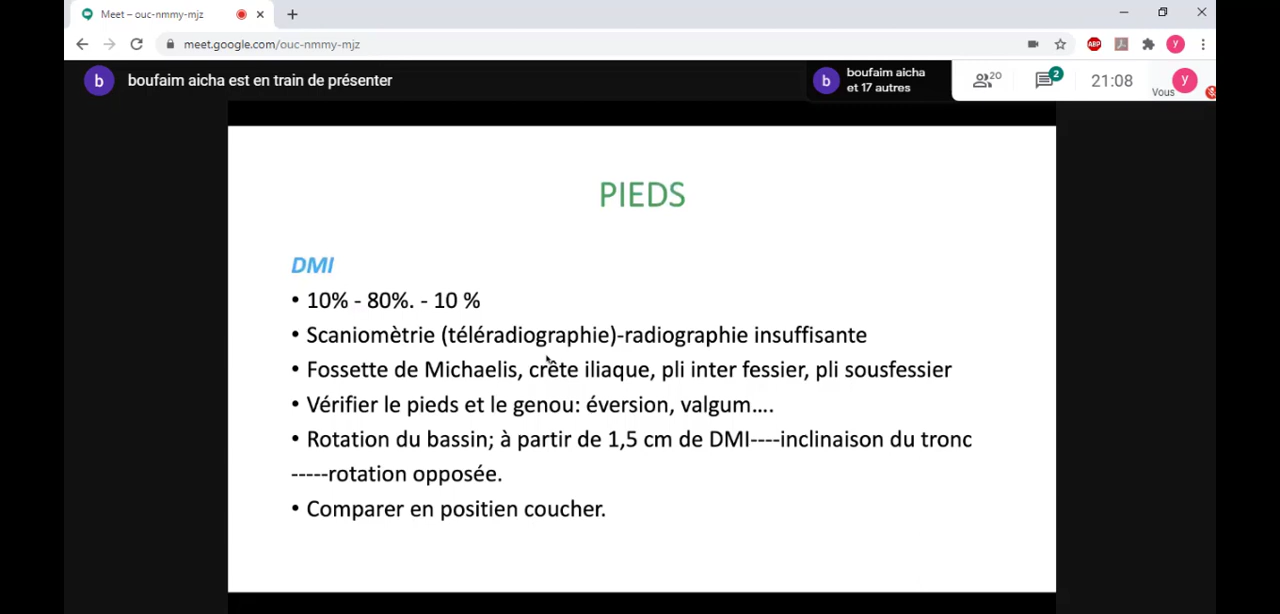 Meet – ouc-nmmy-mjz
meet.google.com/ouc-nmmy-mjz
ABP
y
b
boufaim aicha est en train de présenter
b
boufaim aicha
et 17 autres
20
2
21:08
Vous
y
PIEDS
DMI
• 10% - 80%. - 10 %
• Scaniomètrie (téléradiographie)-radiographie insuffisante
• Fossette de Michaelis, crête iliaque, pli inter fessier, pli sousfessier
• Vérifier le pieds et le genou: éversion, valgum....
• Rotation du bassin; à partir de 1,5 cm de DMI----inclinaison du tronc
-----rotation opposée.
• Comparer en positien coucher.